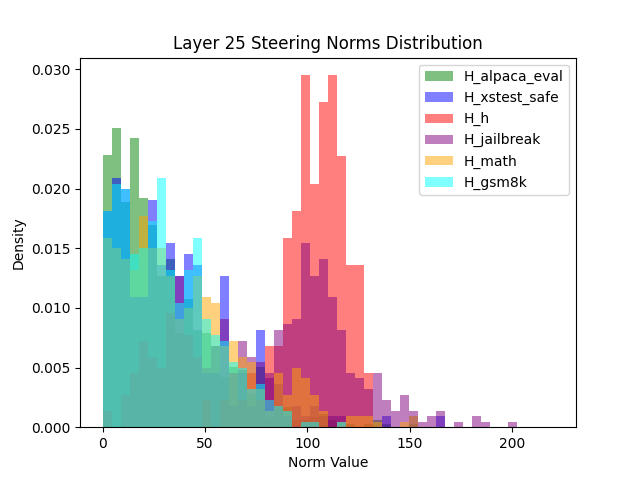 Layer 25 Steering Norms Distribution
0.030
0.025
0.020
0.015
0.010
0.005
0.000
Density
H_alpaca_eval
H_xstest_safe
H_h
H_jailbreak
H_math
H_gsm8k
0 50 100 150 200
Norm Value